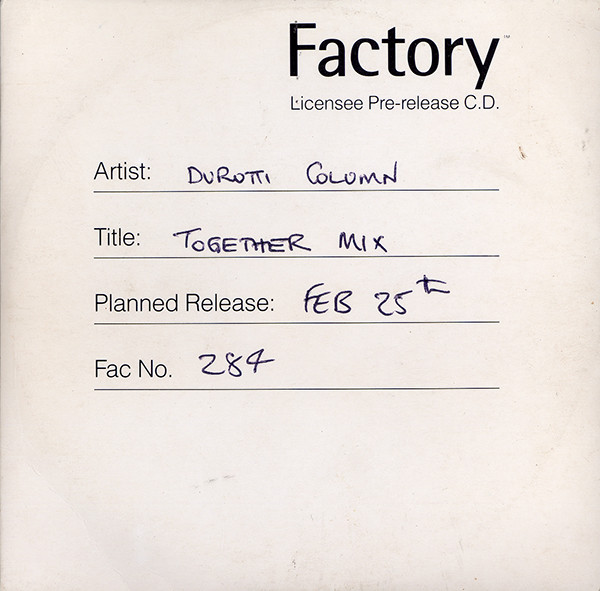 Factory™
Licensee Pre-release C.D.
Artist: DUROTTI COLUMN
Title: TOGETHER MIX
Planned Release: FEB 25th
Fac No. 284